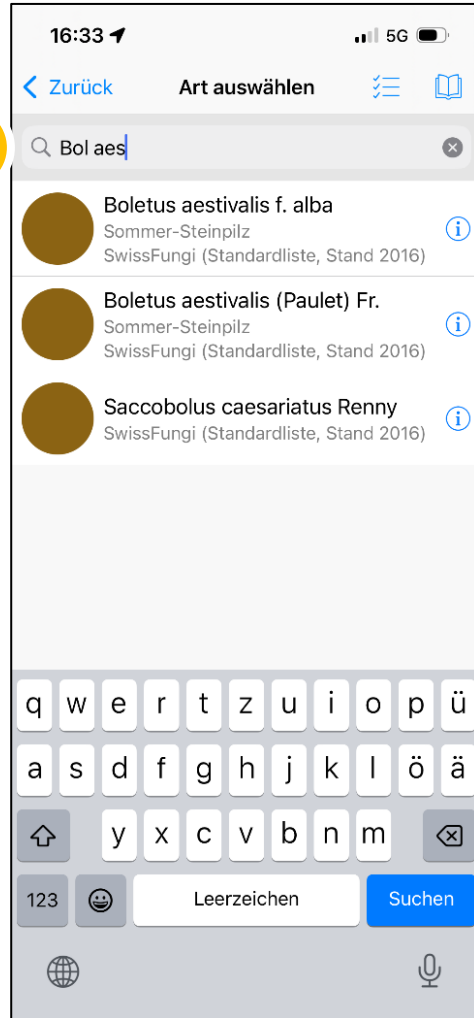 16:33 5G
Zurück Art auswählen
Bol aes
Boletus aestivalis f. alba
Sommer-Steinpilz
SwissFungi (Standardliste, Stand 2016)
Boletus aestivalis (Paulet) Fr.
Sommer-Steinpilz
SwissFungi (Standardliste, Stand 2016)
Saccobolus caesariatus Renny
SwissFungi (Standardliste, Stand 2016)
q w e r t z u i o p ü
a s d f g h j k l ö ä
y x c v b n m
123 Leerzeichen Suchen